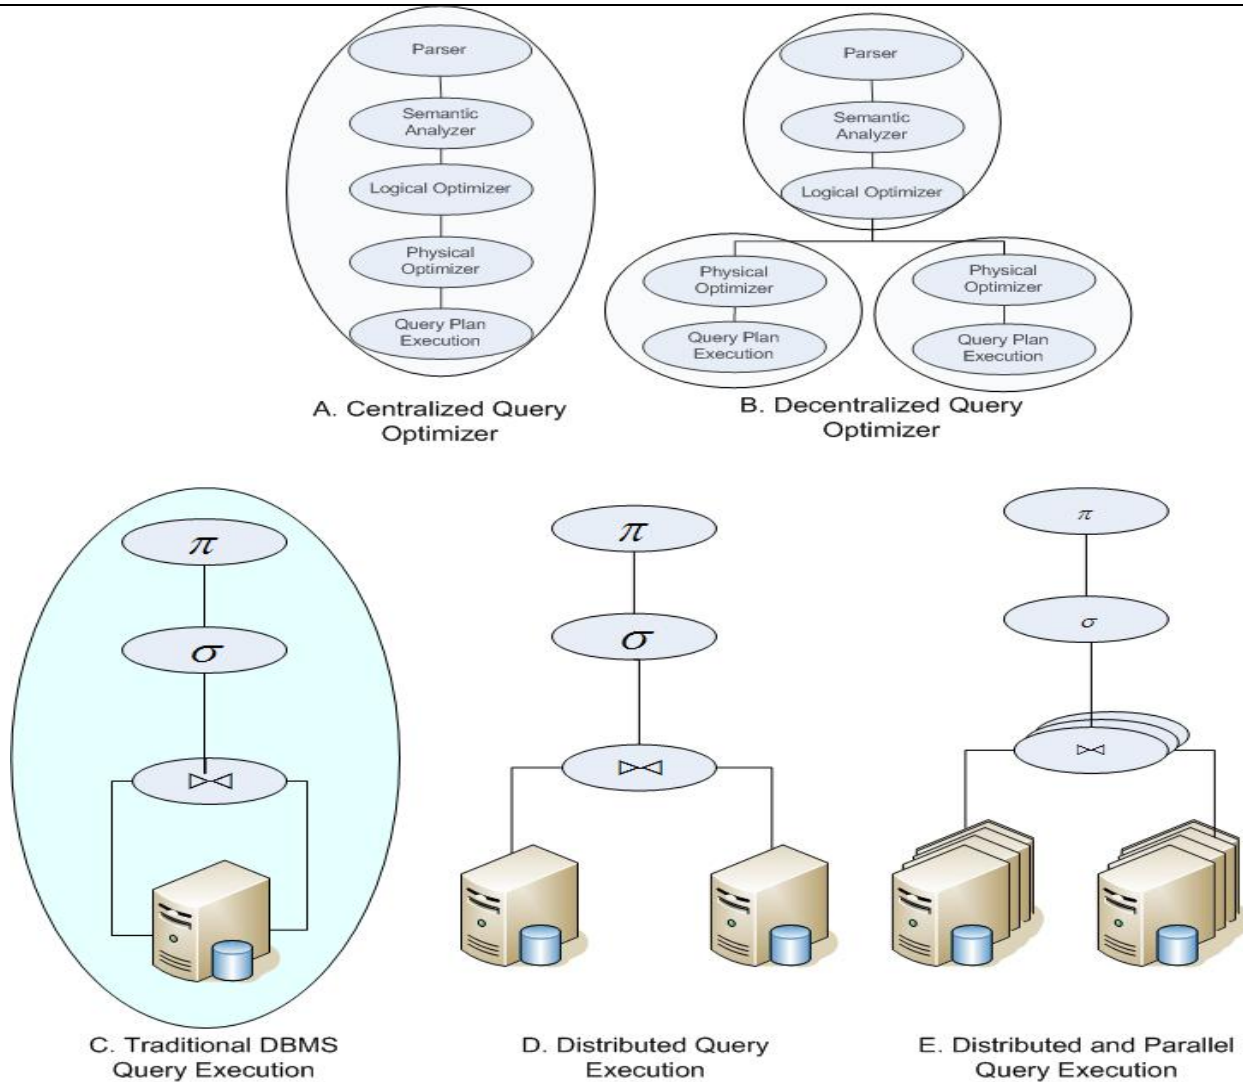 Parser
Semantic
Analyzer
Logical Optimizer
Physical
Optimizer
Query Plan
Execution
A. Centralized Query
Optimizer
Parser
Semantic
Analyzer
Logical Optimizer
Physical
Optimizer
Query Plan
Execution
Physical
Optimizer
Query Plan
Execution
B. Decentralized Query
Optimizer
π
σ
⋈
C. Traditional DBMS
Query Execution
π
σ
⋈
D. Distributed Query
Execution
π
σ
⋈
E. Distributed and Parallel
Query Execution